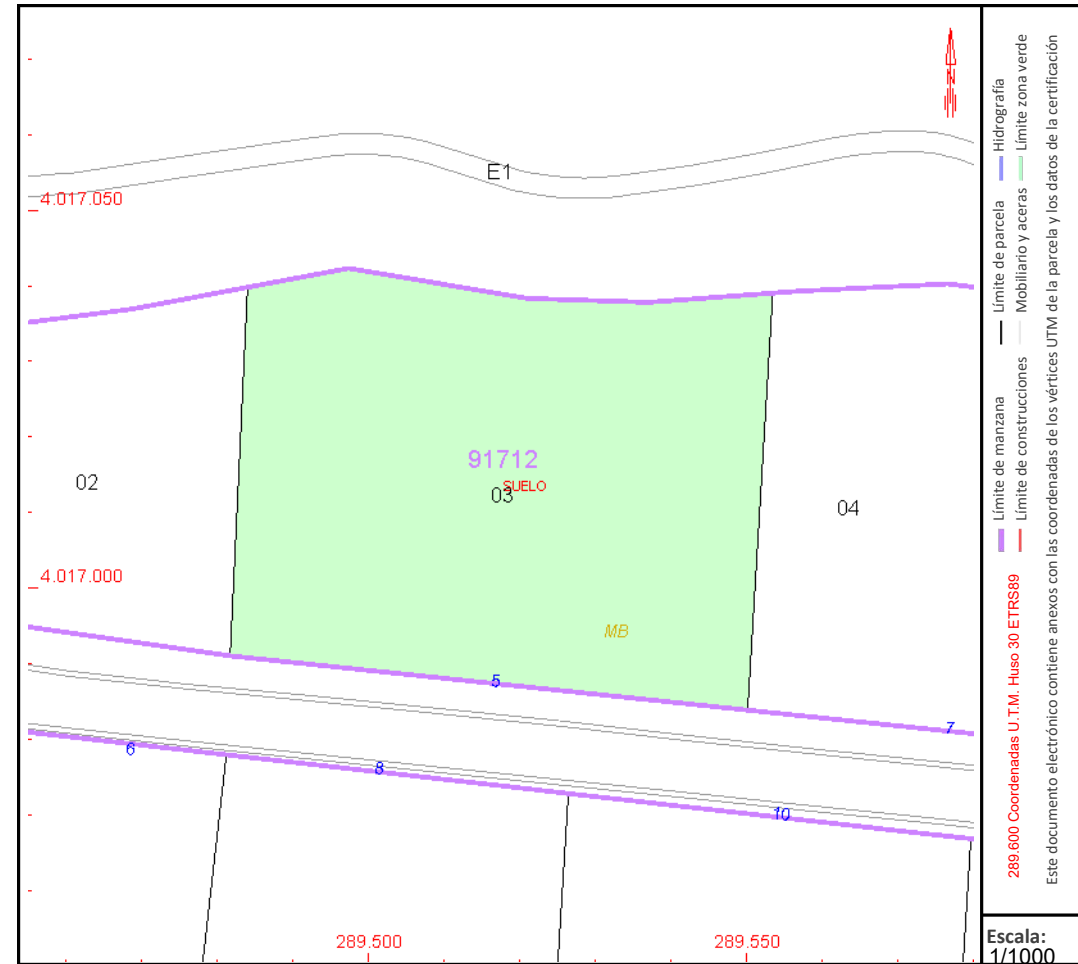 N
E1
4.017.050
91712
SUELO
03
02
04
4.017.000
MB
5
7
6
8
10
289.500
289.550
Hidrografía
Límite zona verde
Límite de parcela
Mobiliario y aceras
Límite de manzana
Límite de construcciones
289.600 Coordenadas U.T.M. Huso 30 ETRS89
Este documento electrónico contiene anexos con las coordenadas de los vértices UTM de la parcela y los datos de la certificación
Escala:
1/1000